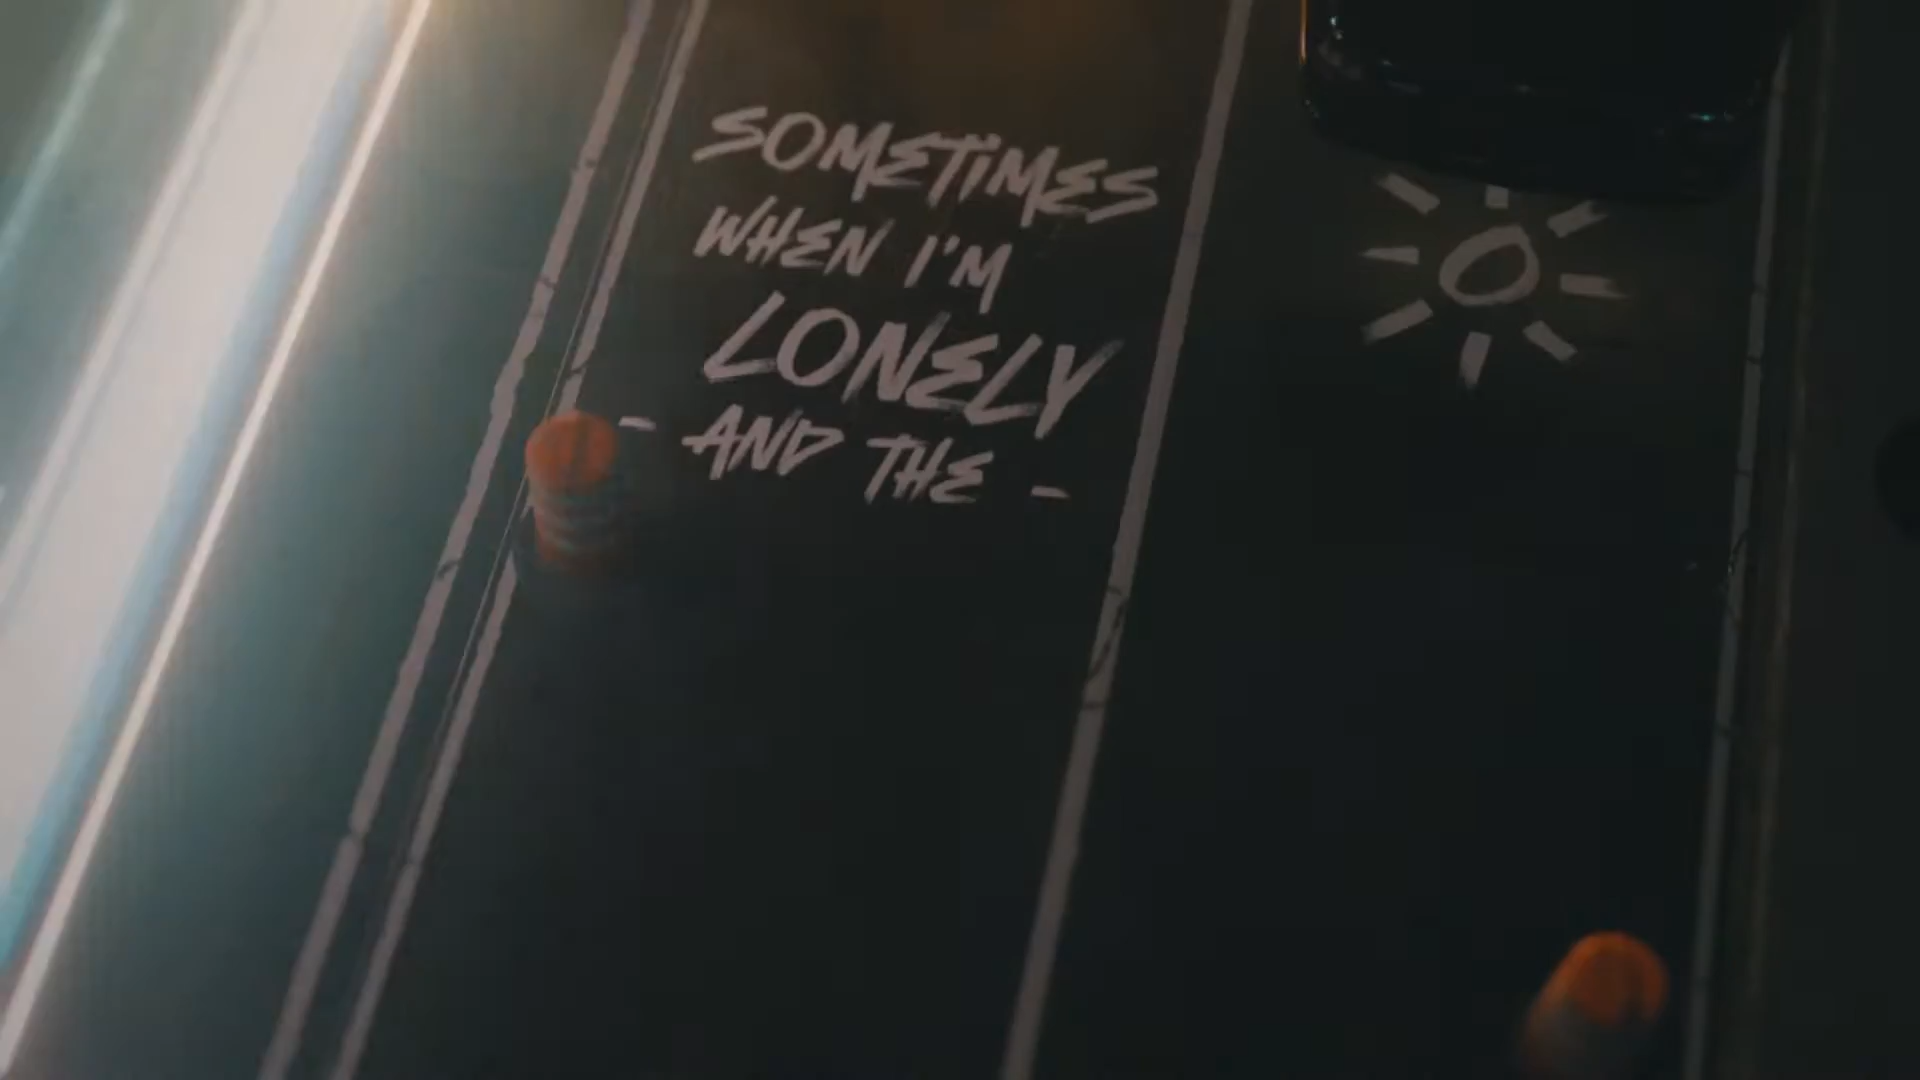 SOMETIMES
WHEN I'M
LONELY
- AND THE -